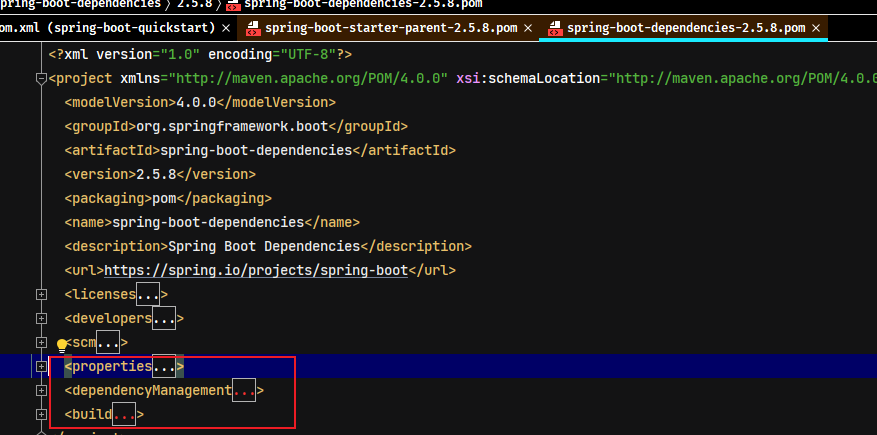 pring-boot-dependencies 〉 2.5.8 〉 spring-boot-dependencies-2.5.8.pom
om.xml (spring-boot-quickstart) × spring-boot-starter-parent-2.5.8.pom × spring-boot-dependencies-2.5.8.pom ×
<?xml version="1.0" encoding="UTF-8"?>
<project xmlns="http://maven.apache.org/POM/4.0.0" xsi:schemaLocation="http://maven.apache.org/POM/4.0.0
<modelVersion>4.0.0</modelVersion>
<groupId>org.springframework.boot</groupId>
<artifactId>spring-boot-dependencies</artifactId>
<version>2.5.8</version>
<packaging>pom</packaging>
<name>spring-boot-dependencies</name>
<description>Spring Boot Dependencies</description>
<url>https://spring.io/projects/spring-boot</url>
<licenses...>
<developers...>
<scm...>
<properties...>
<dependencyManagement...>
<build...>